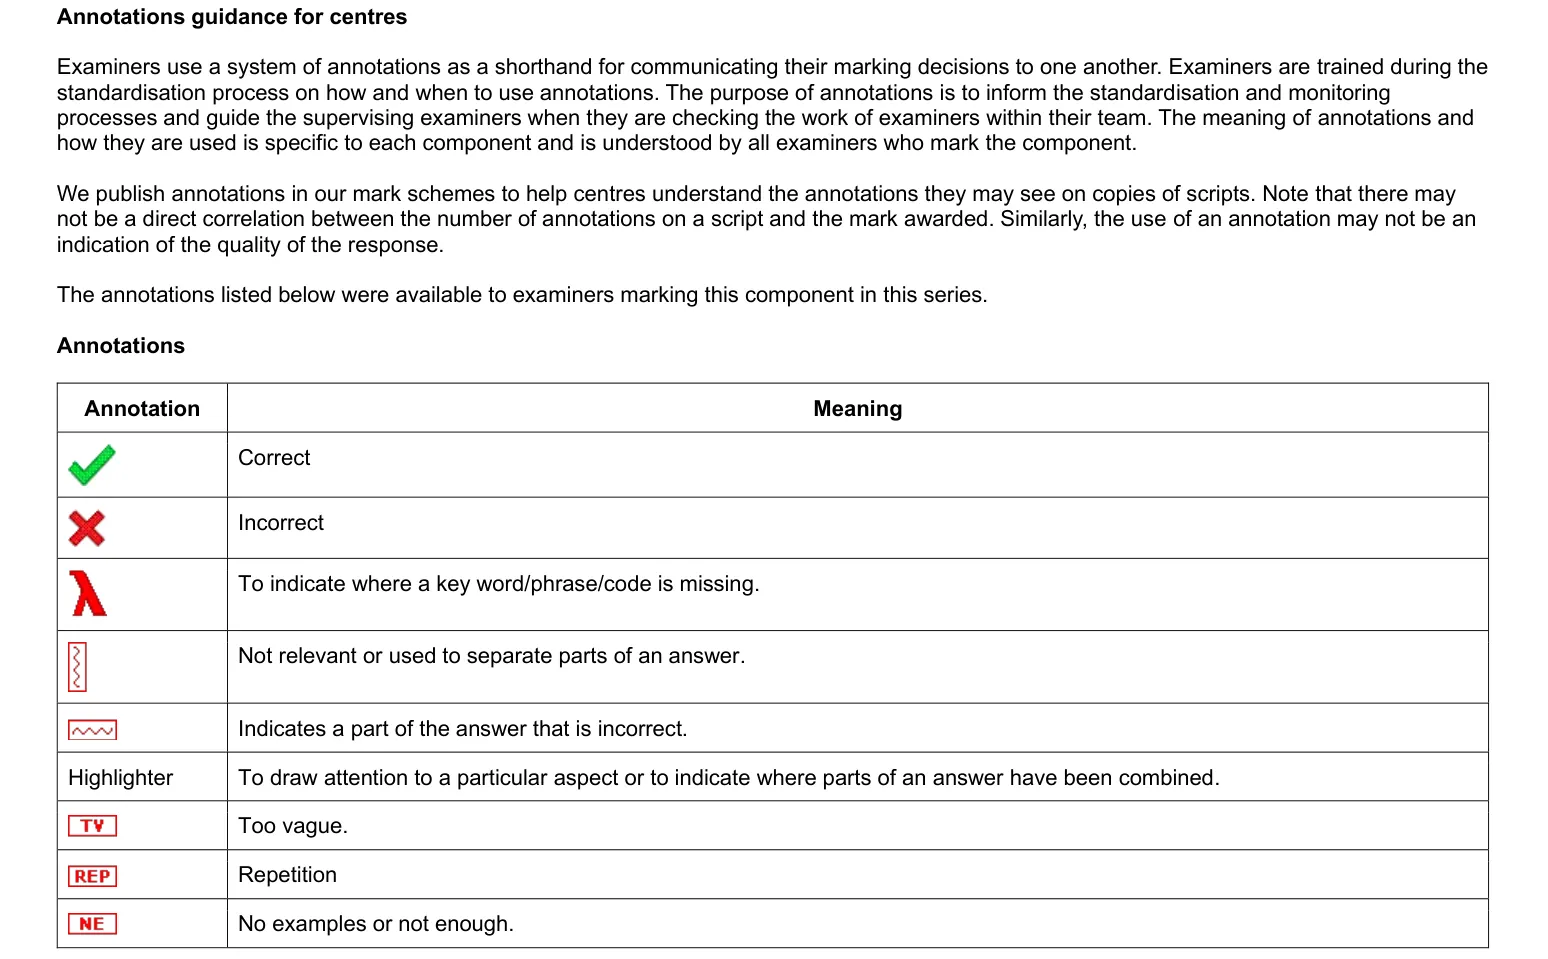 Annotations guidance for centres
Examiners use a system of annotations as a shorthand for communicating their marking decisions to one another. Examiners are trained during the
standardisation process on how and when to use annotations. The purpose of annotations is to inform the standardisation and monitoring
processes and guide the supervising examiners when they are checking the work of examiners within their team. The meaning of annotations and
how they are used is specific to each component and is understood by all examiners who mark the component.
We publish annotations in our mark schemes to help centres understand the annotations they may see on copies of scripts. Note that there may
not be a direct correlation between the number of annotations on a script and the mark awarded. Similarly, the use of an annotation may not be an
indication of the quality of the response.
The annotations listed below were available to examiners marking this component in this series.
Annotations
Annotation Meaning
Correct
Incorrect
λ To indicate where a key word/phrase/code is missing.
Not relevant or used to separate parts of an answer.
Indicates a part of the answer that is incorrect.
Highlighter To draw attention to a particular aspect or to indicate where parts of an answer have been combined.
TV Too vague.
REP Repetition
NE No examples or not enough.